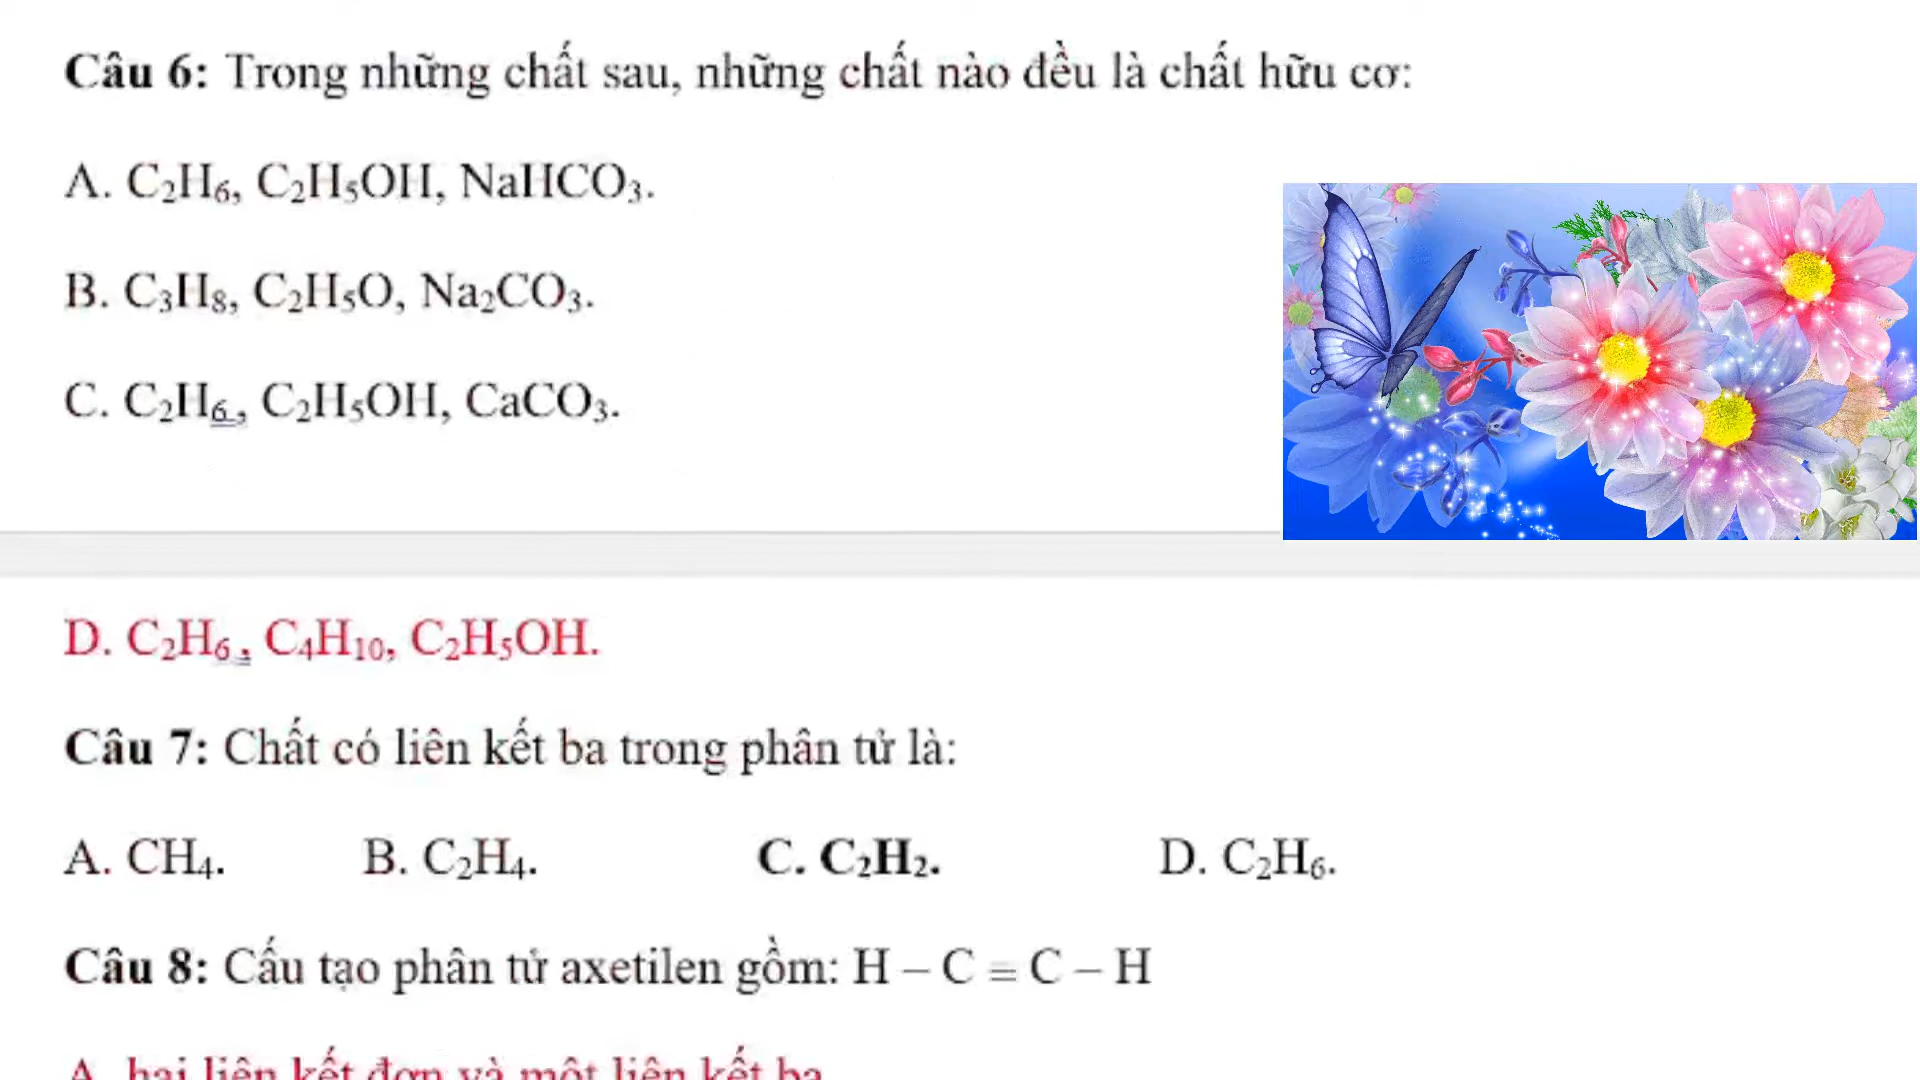 Câu 6: Trong những chất sau, những chất nào đều là chất hữu cơ:
A. C₂H₆, C₂H₅OH, NaHCO₃.
B. C₃H₈, C₂H₅O, Na₂CO₃.
C. C₂H₆, C₂H₅OH, CaCO₃.
D. C₂H₆, C₄H₁₀, C₂H₅OH.
Câu 7: Chất có liên kết ba trong phân tử là:
A. CH₄. B. C₂H₄. C. C₂H₂. D. C₂H₆.
Câu 8: Cấu tạo phân tử axetilen gồm: H – C ≡ C – H
A. hai liên kết đơn và một liên kết ba